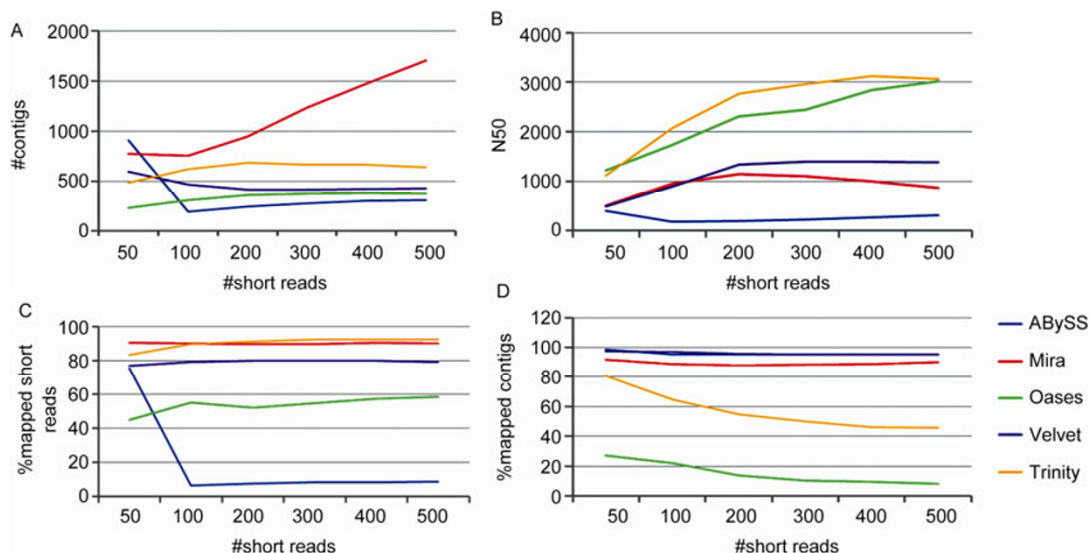 A
2000
1500
1000
500
0
#contigs
50 100 200 300 400 500
#short reads
B
4000
3000
2000
1000
0
N50
50 100 200 300 400 500
#short reads
C
100
80
60
40
20
0
%mapped short
reads
50 100 200 300 400 500
#short reads
D
120
100
80
60
40
20
0
%mapped contigs
50 100 200 300 400 500
#short reads
ABySS
Mira
Oases
Velvet
Trinity